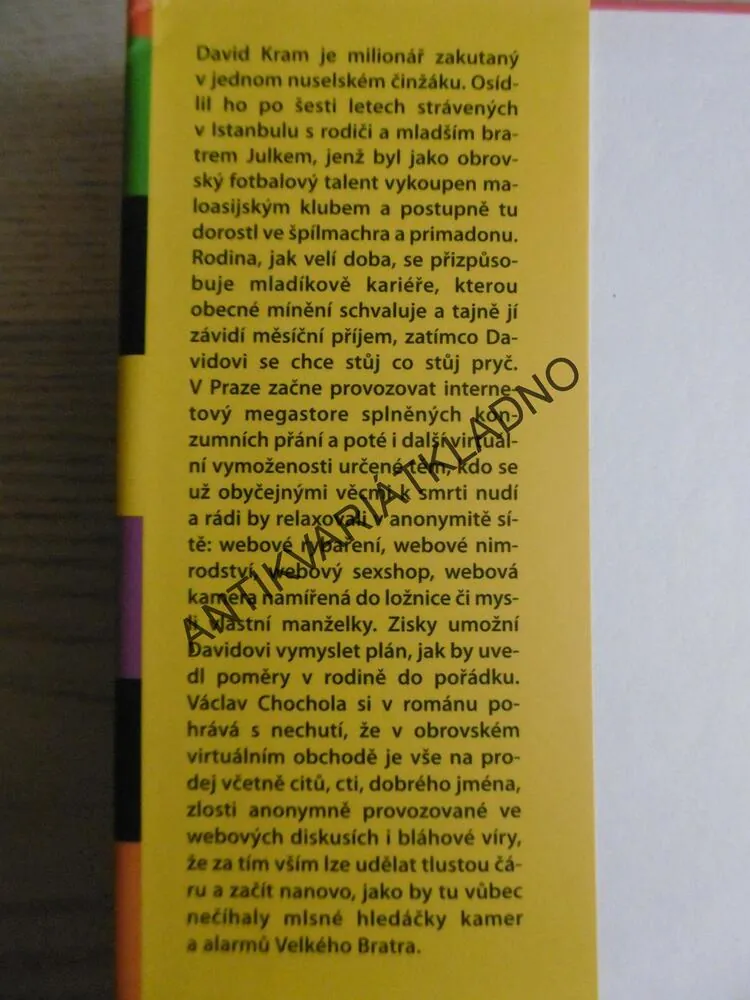 David Kram je milionář zakutaný
v jednom nuselském činžáku. Osíd-
lil ho po šesti letech strávených
v Istanbulu s rodiči a mladším bra-
trem Julkem, jenž byl jako obrov-
ský fotbalový talent vykoupen ma-
loasijským klubem a postupně tu
dorostl ve špílmachra a primadonu.
Rodina, jak velí doba, se přizpůso-
buje mladíkově kariéře, kterou
obecné mínění schvaluje a tajně jí
závidí měsíční příjem, zatímco Da-
vidovi se chce stůj co stůj pryč.
V Praze začne provozovat interne-
tový megastore splněných kon-
zumních přání a poté i další virtuál-
ní vymoženosti určené těm, kdo se
už obyčejnými věcmi k smrti nudí
a rádi by relaxovali v anonymitě sí-
tě: webové rybaření, webové nim-
rodství, webový sexshop, webová
kamera namířená do ložnice či mys-
li vlastní manželky. Zisky umožní
Davidovi vymyslet plán, jak by uve-
dl poměry v rodině do pořádku.
Václav Chochola si v románu po-
hrává s nechutí, že v obrovském
virtuálním obchodě je vše na pro-
dej včetně citů, cti, dobrého jména,
zlosti anonymně provozované ve
webových diskusích i bláhové víry,
že za tím vším lze udělat tlustou čá-
ru a začít nanovo, jako by tu vůbec
nečíhaly mlsné hledáčky kamer
a alarmů Velkého Bratra.
ANTIKVARIÁTKLADNO